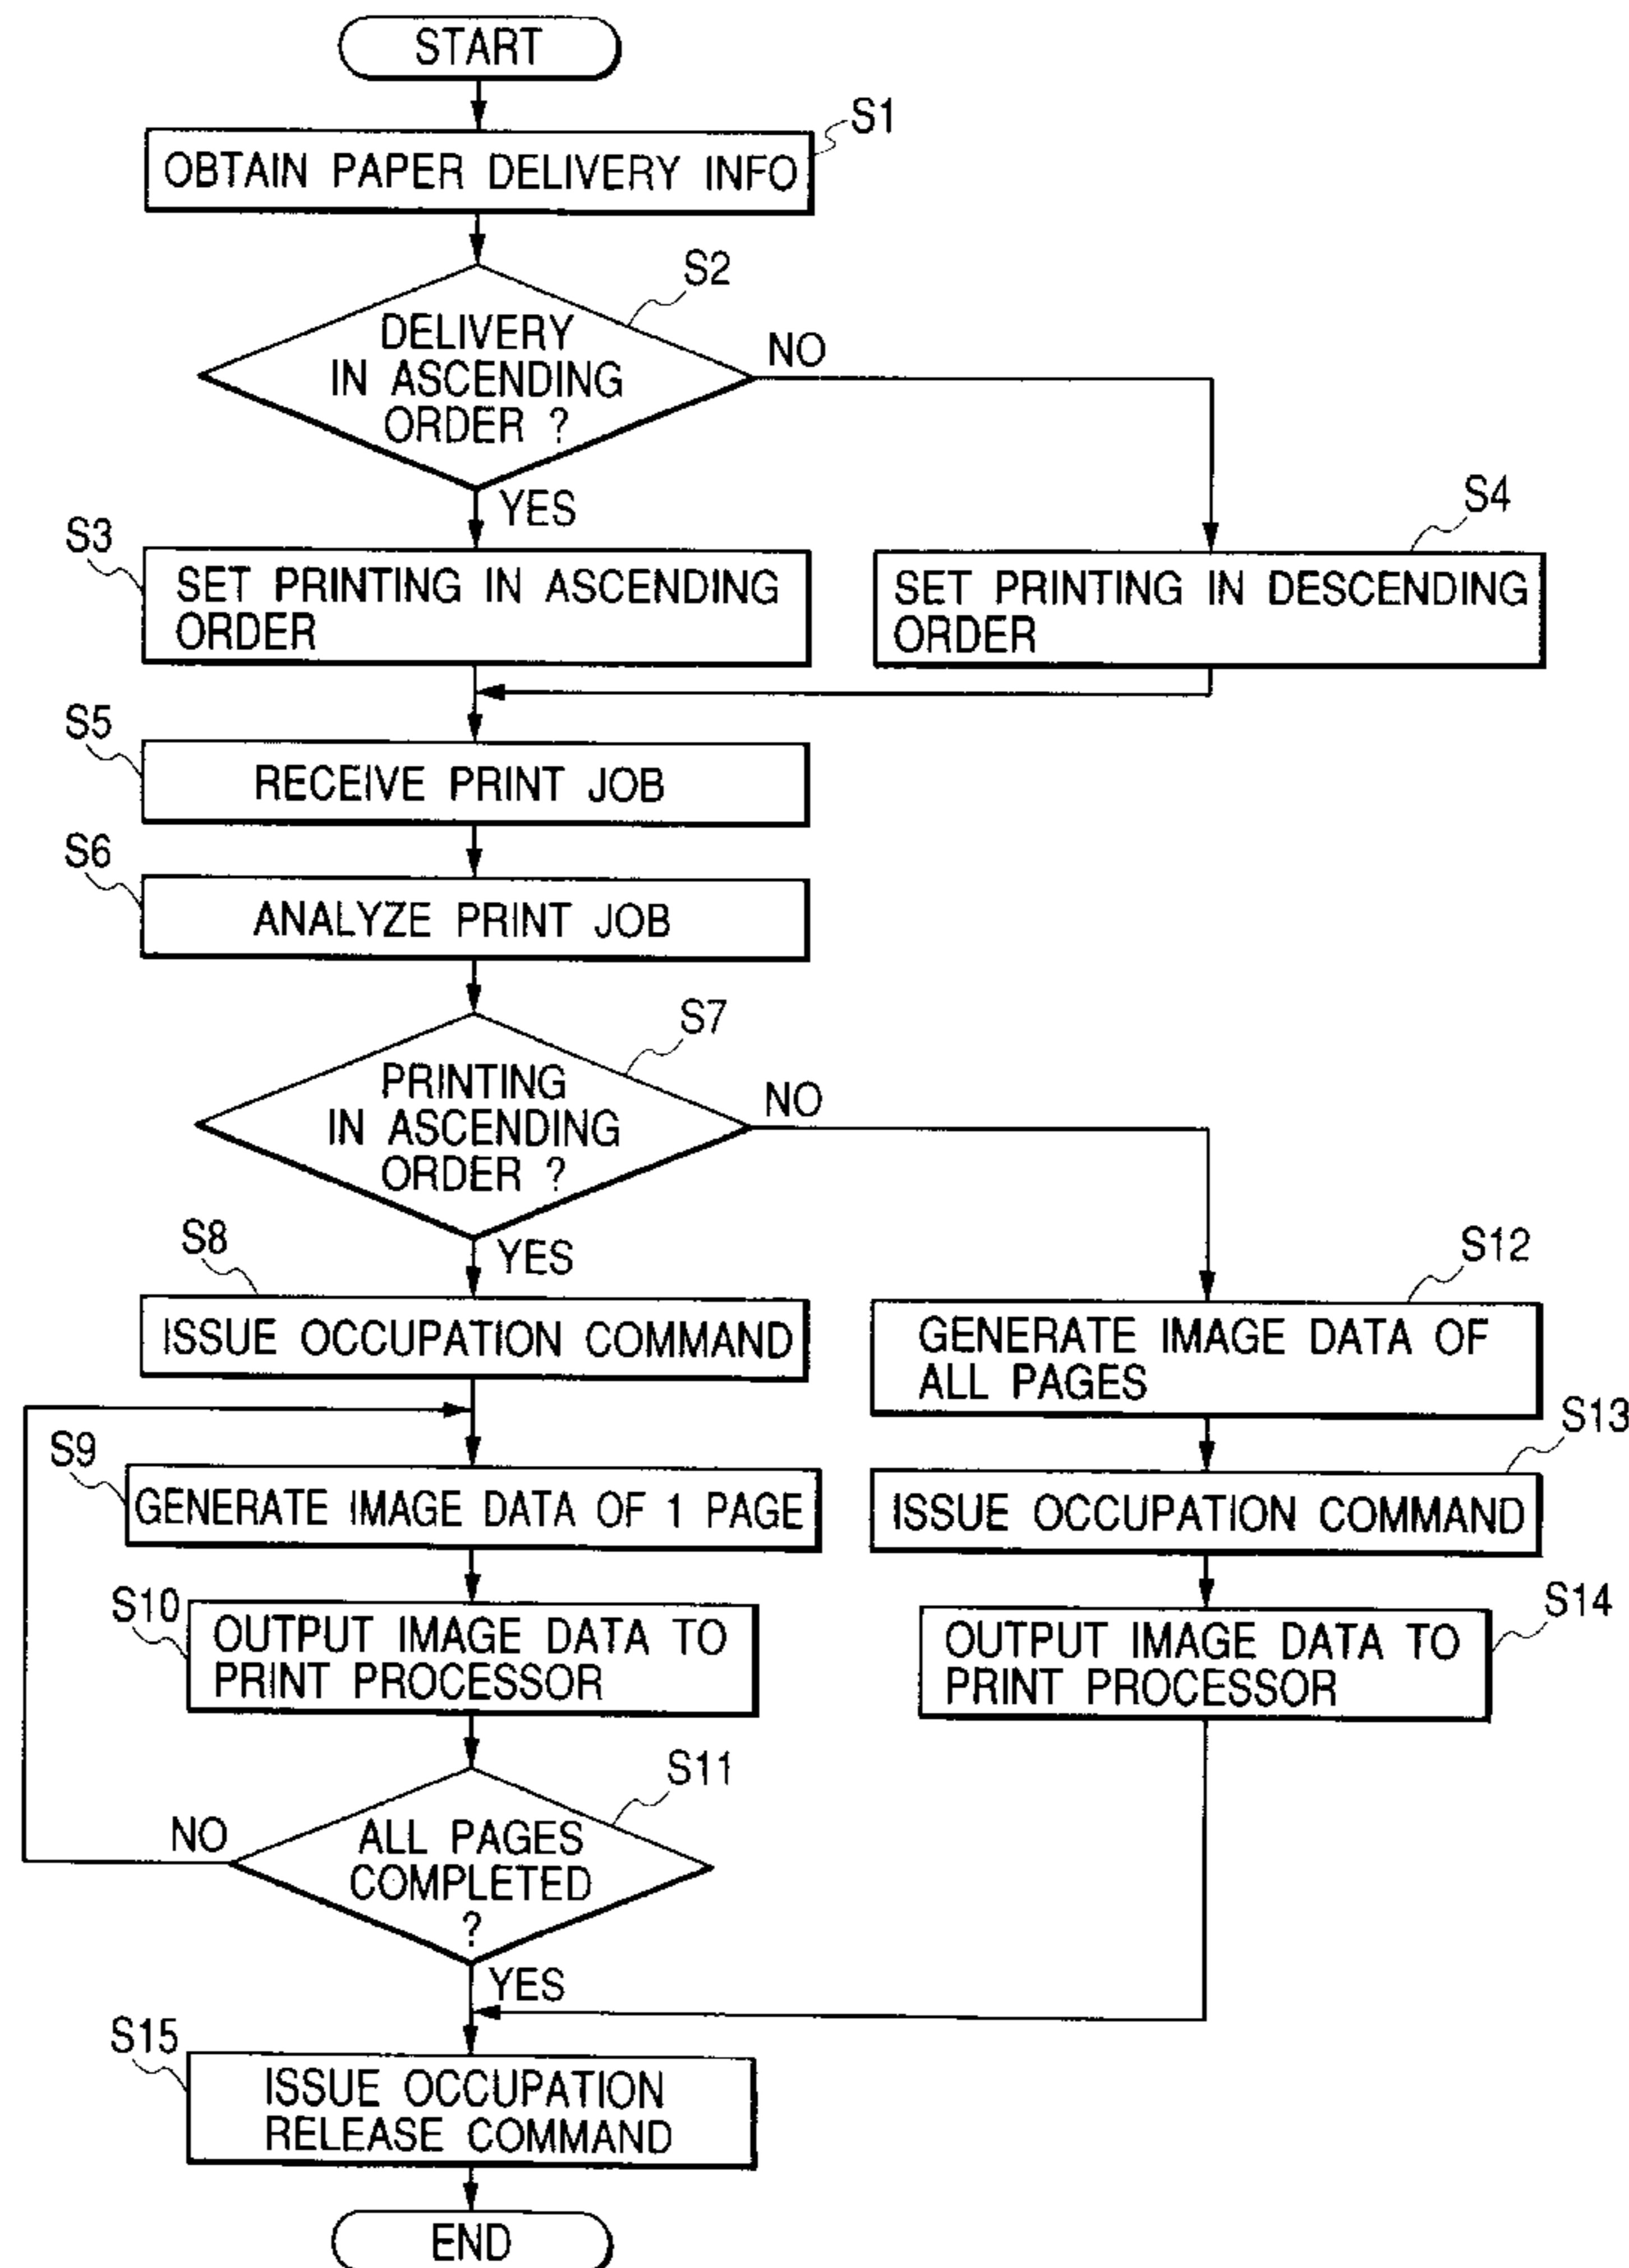 START
S1
OBTAIN PAPER DELIVERY INFO
S2
DELIVERY
IN ASCENDING
ORDER ?
NO
YES
S3
SET PRINTING IN ASCENDING
ORDER
S4
SET PRINTING IN DESCENDING
ORDER
S5
RECEIVE PRINT JOB
S6
ANALYZE PRINT JOB
S7
PRINTING
IN ASCENDING
ORDER ?
NO
YES
S8
ISSUE OCCUPATION COMMAND
S12
GENERATE IMAGE DATA OF
ALL PAGES
S9
GENERATE IMAGE DATA OF 1 PAGE
S13
ISSUE OCCUPATION COMMAND
S10
OUTPUT IMAGE DATA TO
PRINT PROCESSOR
S14
OUTPUT IMAGE DATA TO
PRINT PROCESSOR
S11
ALL PAGES
COMPLETED
?
NO
YES
S15
ISSUE OCCUPATION
RELEASE COMMAND
END